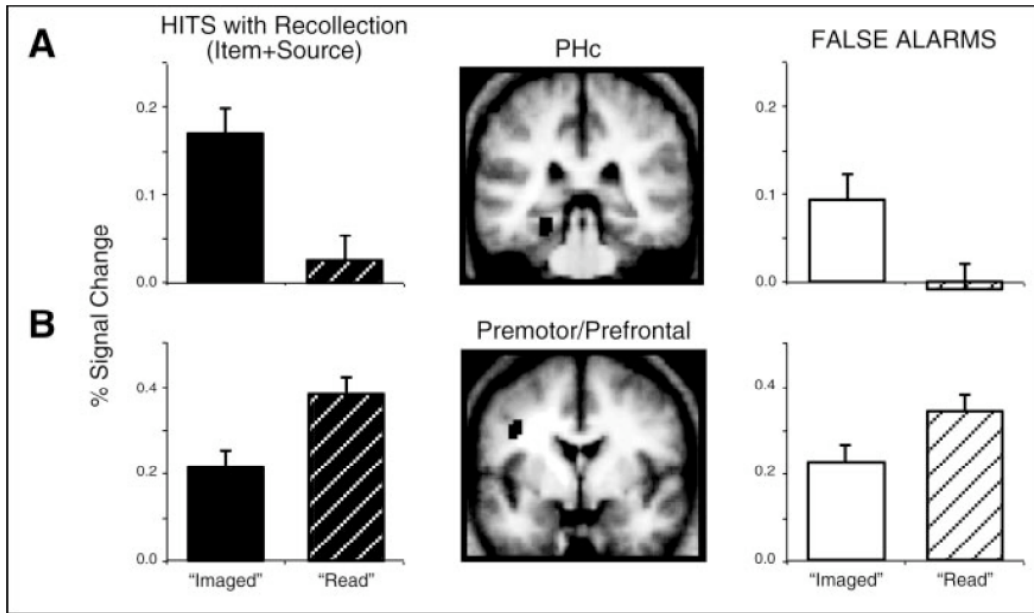 A
HITS with Recollection
(Item+Source)
PHc
FALSE ALARMS
0.2
0.1
0.0
0.2
0.1
0.0
% Signal Change
B
Premotor/Prefrontal
0.4
0.2
0.0
0.4
0.2
0.0
“Imaged” “Read”
“Imaged” “Read”